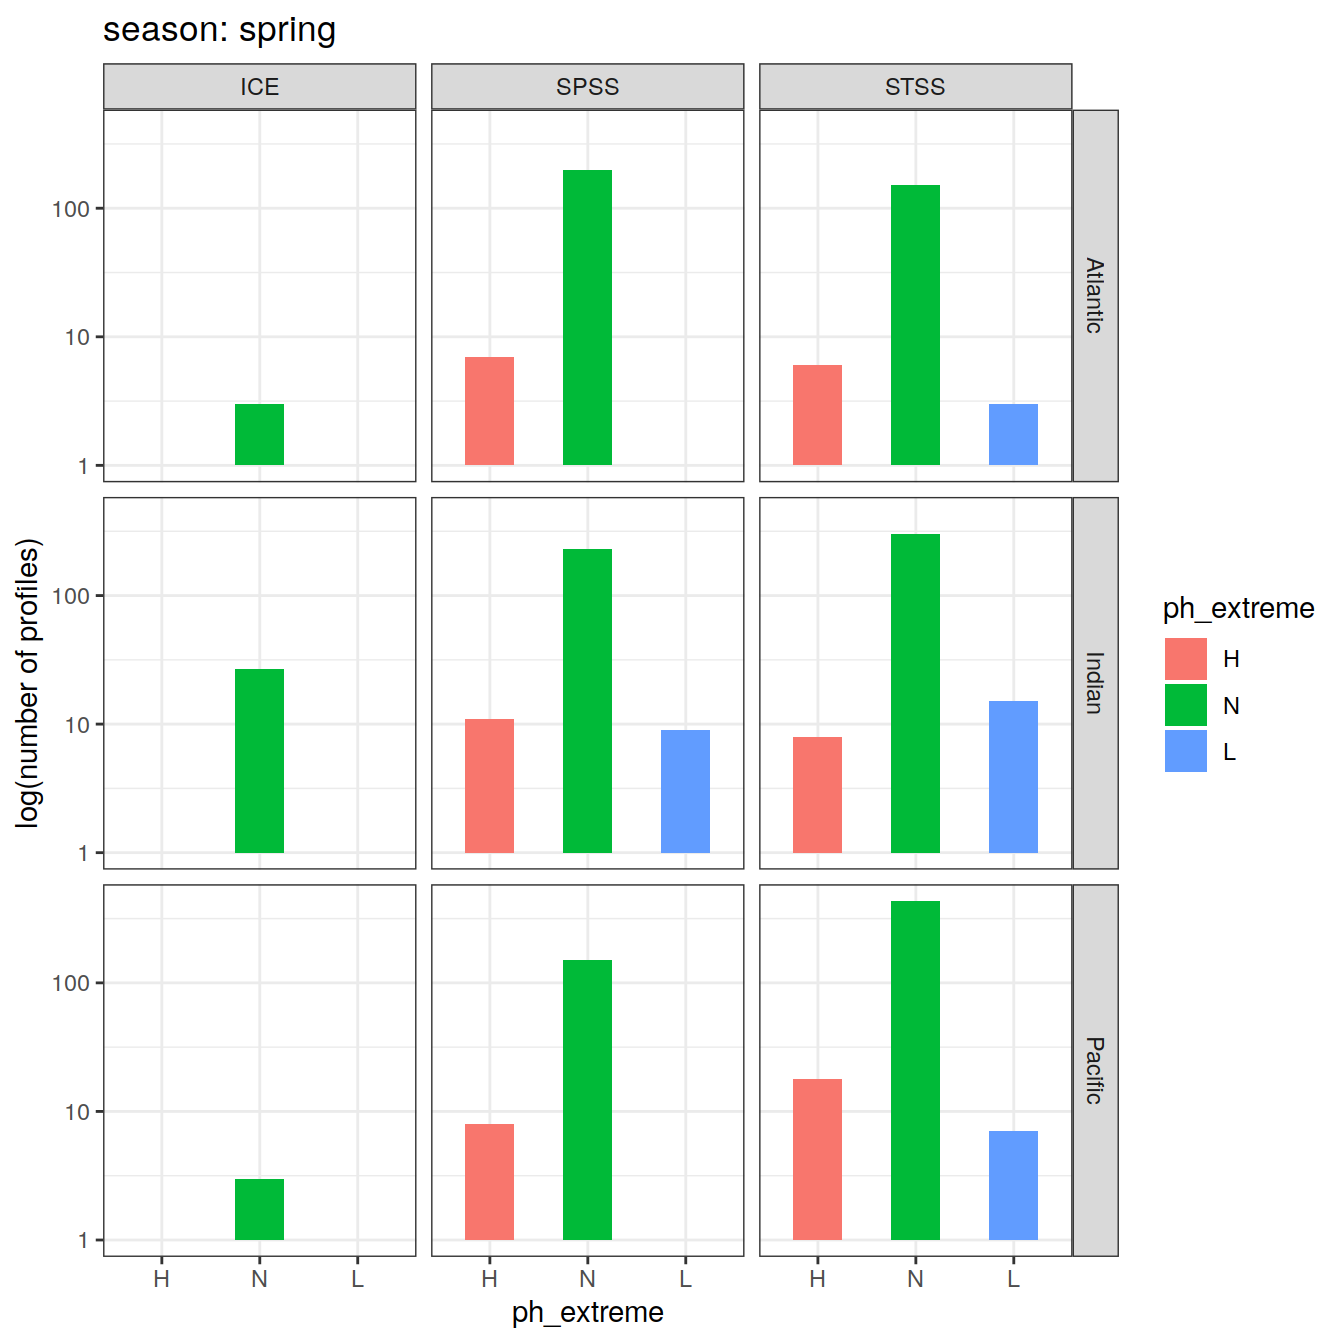 season: spring
ICE
SPSS
STSS
100
10
1
Atlantic
100
10
1
Indian
100
10
1
Pacific
log(number of profiles)
H
N
L
H
N
L
H
N
L
ph_extreme
ph_extreme
H
N
L